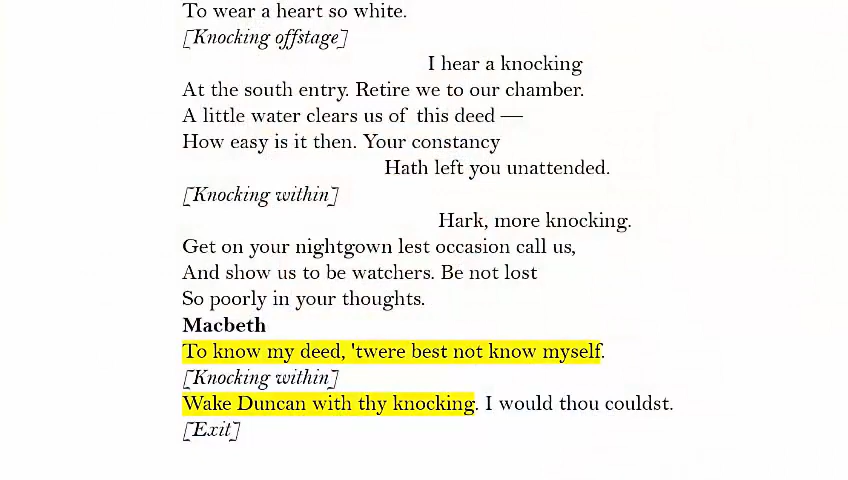 To wear a heart so white.
[Knocking offstage]
I hear a knocking
At the south entry. Retire we to our chamber.
A little water clears us of this deed —
How easy is it then. Your constancy
Hath left you unattended.
[Knocking within]
Hark, more knocking.
Get on your nightgown lest occasion call us,
And show us to be watchers. Be not lost
So poorly in your thoughts.
Macbeth
To know my deed, 'twere best not know myself.
[Knocking within]
Wake Duncan with thy knocking. I would thou couldst.
[Exit]